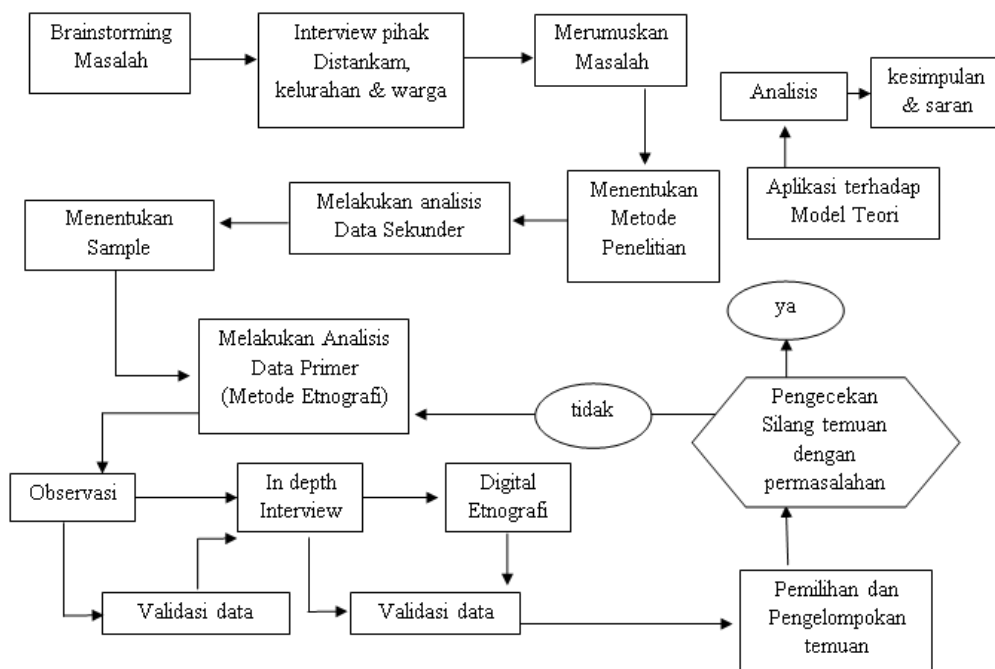 Brainstorming
Masalah
Interview pihak
Distankam,
kelurahan & warga
Merumuskan
Masalah
Analisis
kesimpulan
& saran
Menentukan
Sample
Melakukan analisis
Data Sekunder
Menentukan
Metode
Penelitian
Aplikasi terhadap
Model Teori
ya
Melakukan Analisis
Data Primer
(Metode Etnografi)
tidak
Pengecekan
Silang temuan
dengan
permasalahan
Observasi
In depth
Interview
Digital
Etnografi
Validasi data
Validasi data
Pemilihan dan
Pengelompokan
temuan